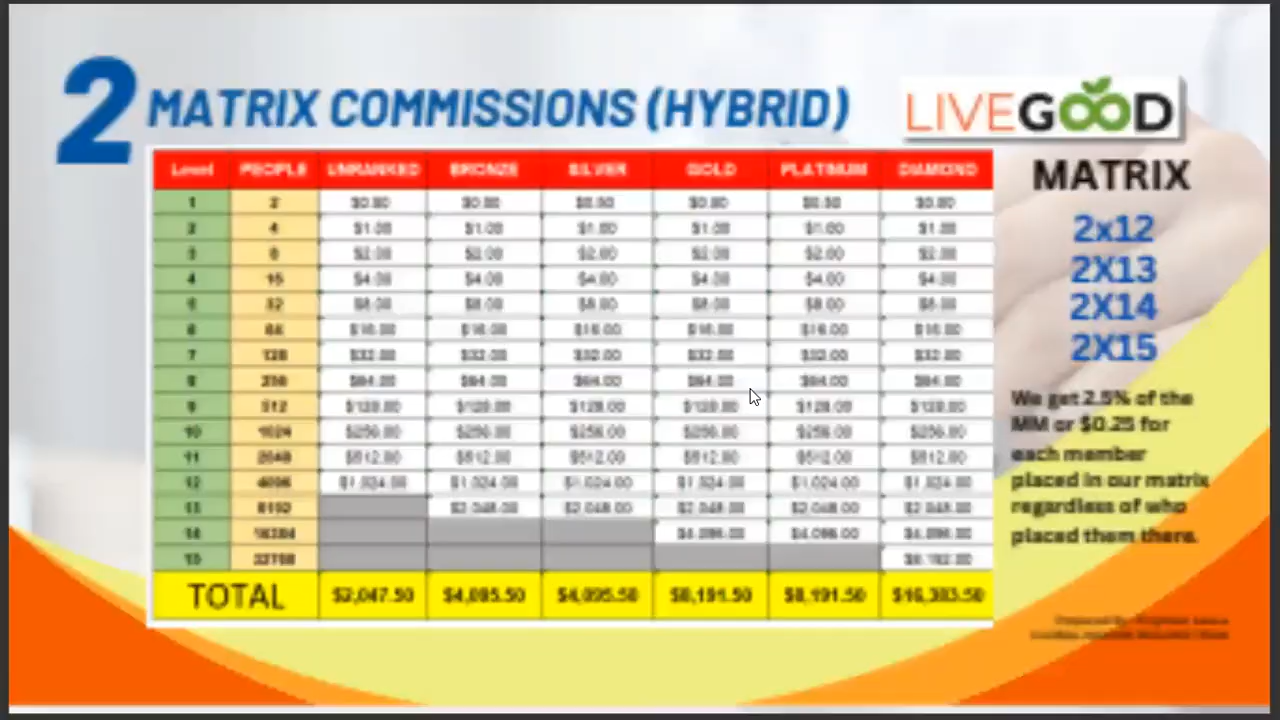 2 MATRIX COMMISSIONS (HYBRID)
LIVEGOOD
Level PEOPLE UNRANKED BRONZE SILVER GOLD PLATINUM DIAMOND
1 2 $0.50 $0.50 $0.50 $0.50 $0.50 $0.50
2 4 $1.00 $1.00 $1.00 $1.00 $1.00 $1.00
3 8 $2.00 $2.00 $2.00 $2.00 $2.00 $2.00
4 16 $4.00 $4.00 $4.00 $4.00 $4.00 $4.00
5 32 $8.00 $8.00 $8.00 $8.00 $8.00 $8.00
6 64 $16.00 $16.00 $16.00 $16.00 $16.00 $16.00
7 128 $32.00 $32.00 $32.00 $32.00 $32.00 $32.00
8 256 $64.00 $64.00 $64.00 $64.00 $64.00 $64.00
9 512 $128.00 $128.00 $128.00 $128.00 $128.00 $128.00
10 1024 $256.00 $256.00 $256.00 $256.00 $256.00 $256.00
11 2048 $512.00 $512.00 $512.00 $512.00 $512.00 $512.00
12 4096 $1,024.00 $1,024.00 $1,024.00 $1,024.00 $1,024.00 $1,024.00
13 8192 $2,048.00 $2,048.00 $2,048.00 $2,048.00 $2,048.00
14 16384 $4,096.00 $4,096.00 $4,096.00
15 32768 $8,192.00
TOTAL $2,047.50 $4,095.50 $4,095.50 $8,191.50 $8,191.50 $16,383.50
MATRIX
2x12
2X13
2X14
2X15
We get 2.5% of the
MM or $0.25 for
each member
placed in our matrix
regardless of who
placed them there.